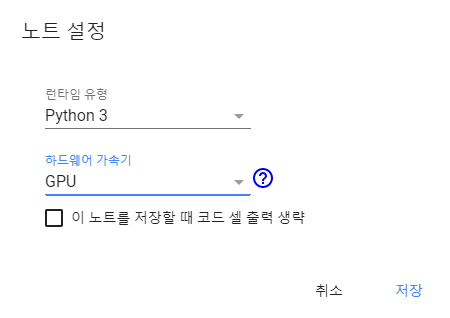 노트 설정
런타임 유형
Python 3
하드웨어 가속기
GPU
이 노트를 저장할 때 코드 셀 출력 생략
취소 저장